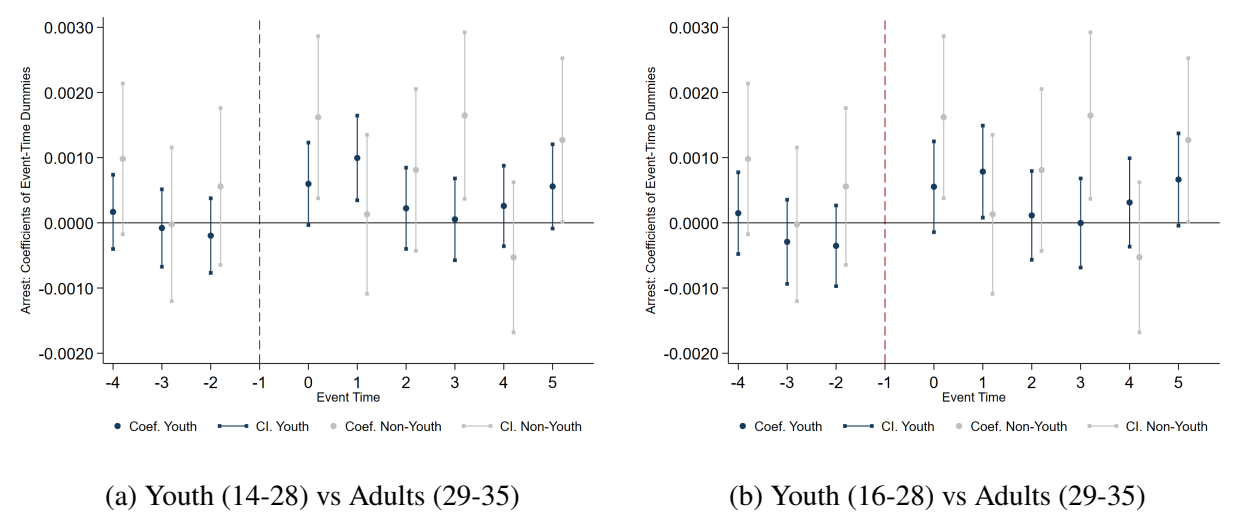 Arrest: Coefficients of Event-Time Dummies
0.0030
0.0020
0.0010
0.0000
-0.0010
-0.0020
-4 -3 -2 -1 0 1 2 3 4 5
Event Time
Coef. Youth CI. Youth Coef. Non-Youth CI. Non-Youth
(a) Youth (14-28) vs Adults (29-35)
Arrest: Coefficients of Event-Time Dummies
0.0030
0.0020
0.0010
0.0000
-0.0010
-0.0020
-4 -3 -2 -1 0 1 2 3 4 5
Event Time
Coef. Youth CI. Youth Coef. Non-Youth CI. Non-Youth
(b) Youth (16-28) vs Adults (29-35)